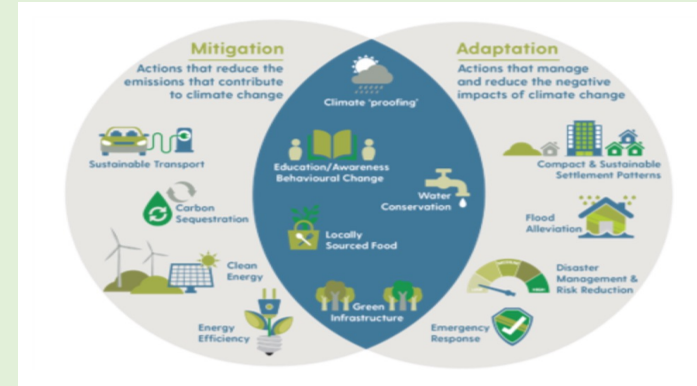 Mitigation
Actions that reduce the
emissions that contribute
to climate change
Sustainable Transport
Carbon
Sequestration
Clean
Energy
Energy
Efficiency
Climate 'proofing'
Education/Awareness
Behavioural Change
Water
Conservation
Locally
Sourced Food
Green
Infrastructure
Adaptation
Actions that manage
and reduce the negative
impacts of climate change
Compact & Sustainable
Settlement Patterns
Flood
Alleviation
Disaster
Management &
Risk Reduction
Emergency
Response